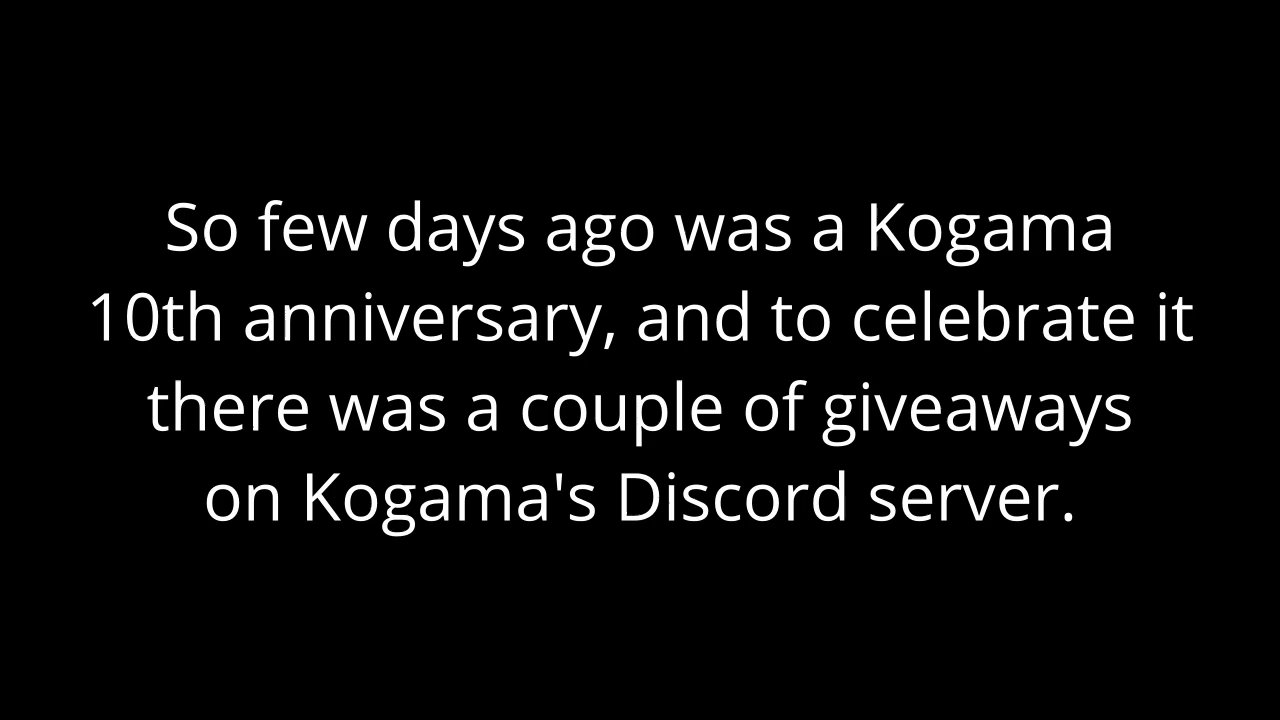 So few days ago was a Kogama
10th anniversary, and to celebrate it
there was a couple of giveaways
on Kogama's Discord server.